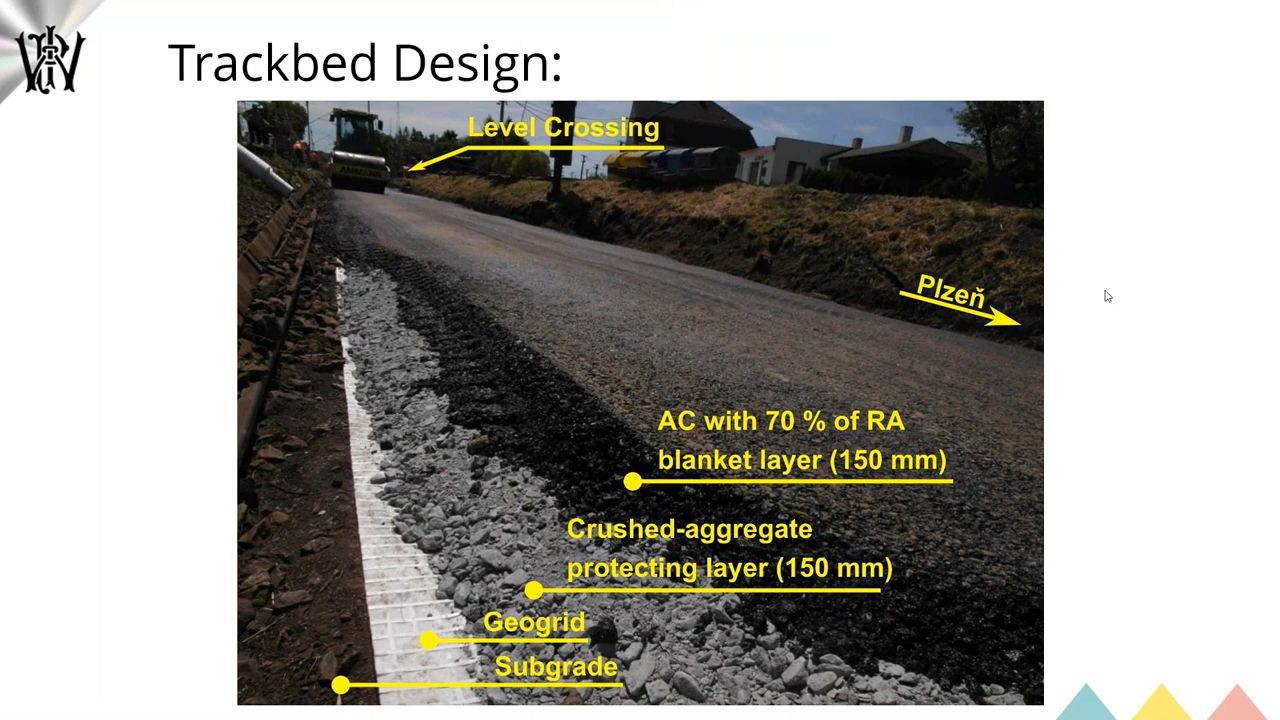 Trackbed Design:
Level Crossing
Plzeň
AC with 70 % of RA
blanket layer (150 mm)
Crushed-aggregate
protecting layer (150 mm)
Geogrid
Subgrade